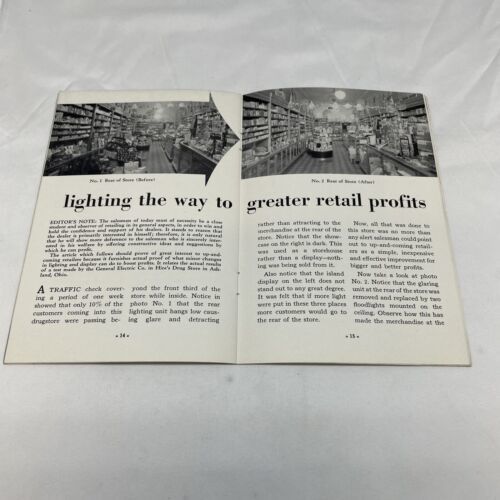 No. 1 Rear of Store (Before)
No. 2 Rear of Store (After)
lighting the way to greater retail profits
EDITOR'S NOTE: The salesman of today must of necessity be a close
student and observer of retailing in its general aspects, in order to win and
hold the confidence and support of his dealers. It stands to reason that
the dealer is primarily interested in himself; therefore, it is only natural
that he will show more deference to the salesman who is sincerely inter-
ested in his welfare by offering constructive ideas and suggestions by
which he can profit.
The article which follows should prove of great interest to up-and-
coming retailers because it furnishes actual proof of what minor changes
in lighting and display can do to boost profits. It relates the actual results
of a test made by the General Electric Co. in Hice's Drug Store in Ash-
land, Ohio.
A TRAFFIC check cover-
ing a period of one week
showed that only 10% of the
customers coming into this
drugstore were passing be-
yond the front third of the
store while inside. Notice in
photo No. 1 that the rear
lighting unit hangs low caus-
ing glare and detracting
• 14 •
rather than attracting to the
merchandise at the rear of the
store. Notice that the show-
case on the right is dark. This
was used as a storehouse
rather than a display—noth-
ing was being sold from it.
Also notice that the island
display on the left does not
stand out to any great degree.
It was felt that if more light
were put in these three places
more customers would go to
the rear of the store.
Now, all that was done to
this store was no more than
any alert salesman could point
out to up-and-coming retail-
ers as a simple, inexpensive
and effective improvement for
bigger and better profits.
Now take a look at photo
No. 2. Notice that the glaring
unit at the rear of the store was
removed and replaced by two
floodlights mounted on the
ceiling. Observe how this has
made the merchandise at the
• 15 •